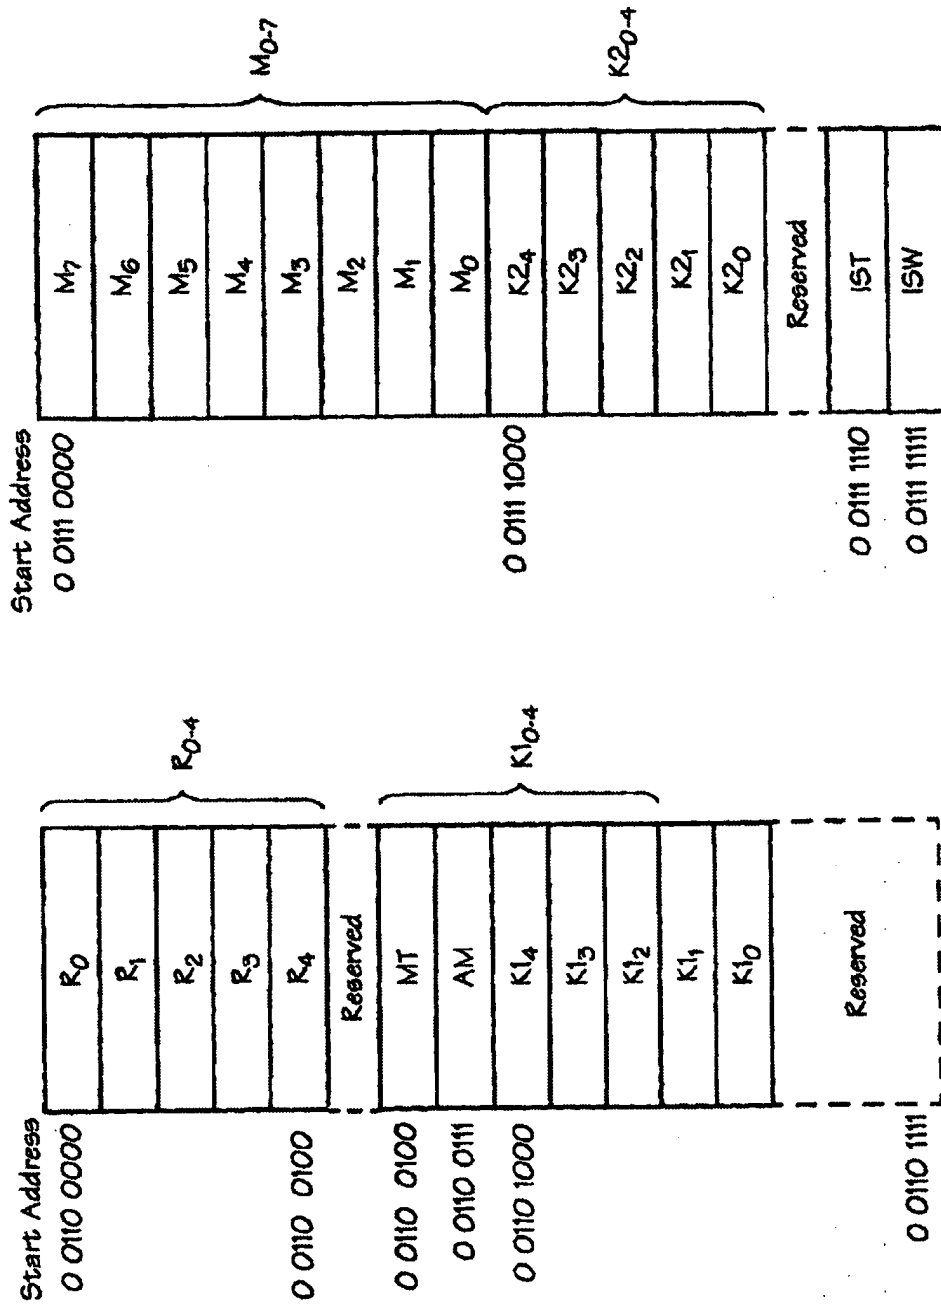 Start Address
0 0110 0000
R0
R1
R2
R3
0 0110 0100
R4
R0-4
Reserved
0 0110 0100
MT
0 0110 0111
AM
0 0110 1000
K14
K13
K12
K11
K10
K10-4
Reserved
0 0110 1111
Start Address
0 0111 0000
M7
M6
M5
M4
M3
M2
M1
M0
M0-7
0 0111 1000
K24
K23
K22
K21
K20
K20-4
Reserved
0 0111 1110
IST
0 0111 11111
ISW